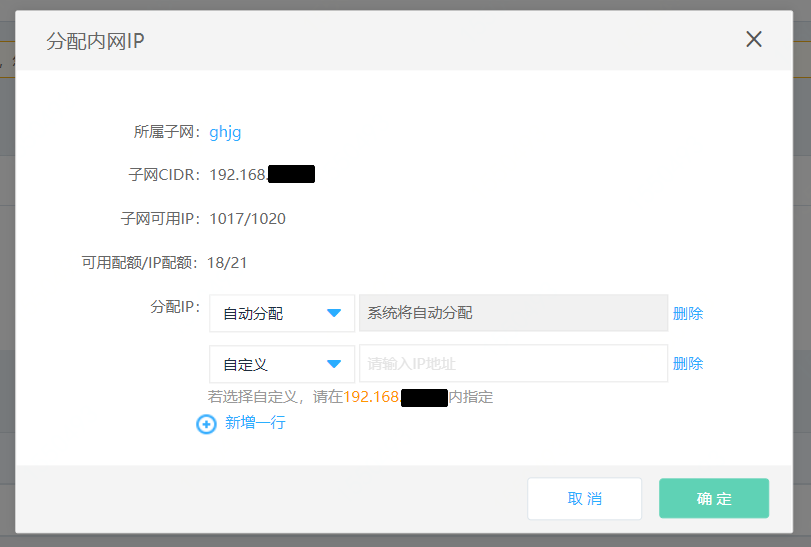 分配内网IP
所属子网：ghjg
子网CIDR：192.168.
子网可用IP：1017/1020
可用配额/IP配额：18/21
分配IP：自动分配 系统将自动分配 删除
自定义 请输入IP地址 删除
若选择自定义，请在192.168.内指定
新增一行
取消 确定